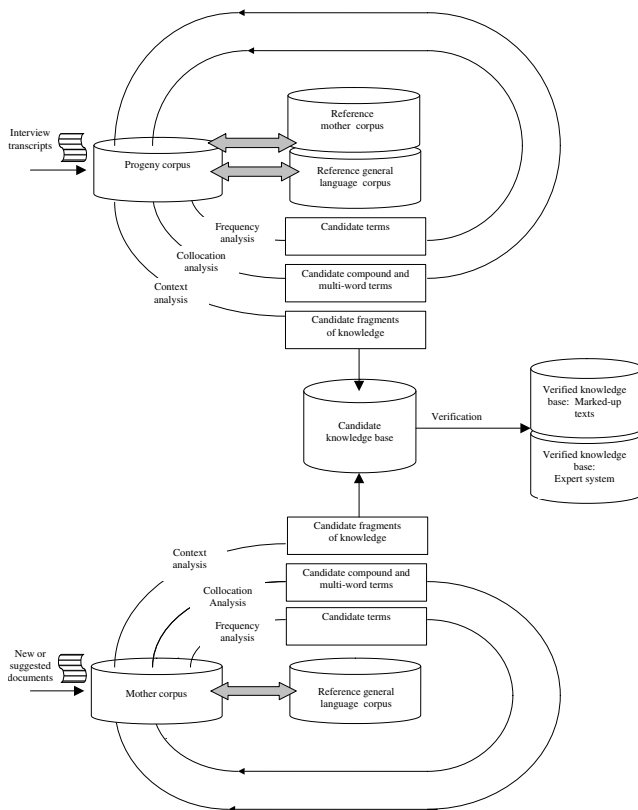 Reference
mother corpus
Interview
transcripts
Progeny corpus
Reference general
language corpus
Frequency
analysis
Candidate terms
Collocation
analysis
Candidate compound and
multi-word terms
Context
analysis
Candidate fragments
of knowledge
Verified knowledge
base: Marked-up
texts
Candidate
knowledge base
Verification
Verified knowledge
base:
Expert system
Candidate fragments
of knowledge
Context
analysis
Candidate compound and
multi-word terms
Collocation
Analysis
Candidate terms
Frequency
analysis
New or
suggested
documents
Mother corpus
Reference general
language corpus